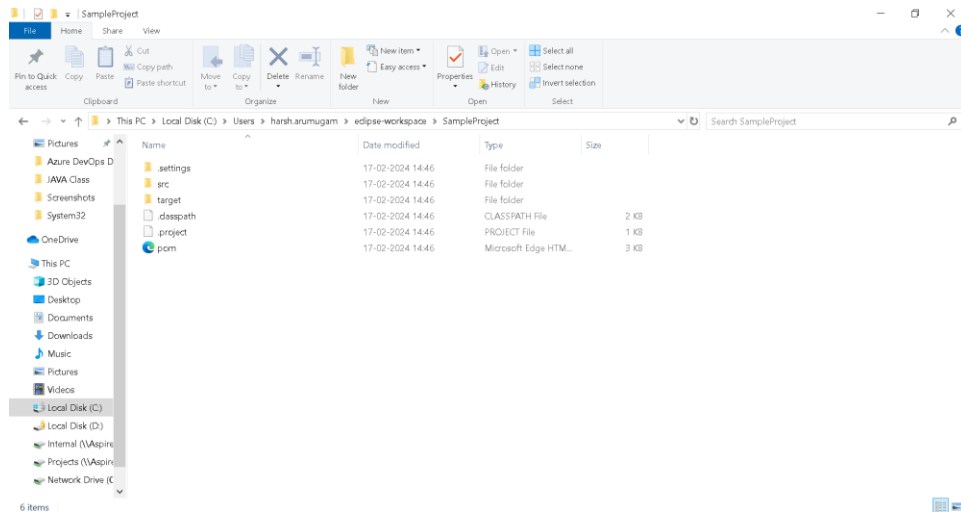 SampleProject
File Home Share View
Pin to Quick access
Copy
Paste
Cut
Copy path
Paste shortcut
Clipboard
Move to
Copy to
Delete
Rename
Organize
New folder
New item
Easy access
New
Properties
Open
Edit
History
Open
Select all
Select none
Invert selection
Select
This PC > Local Disk (C:) > Users > harsh.arumugam > eclipse-workspace > SampleProject
Search SampleProject
Pictures
Azure DevOps D
JAVA Class
Screenshots
System32
OneDrive
This PC
3D Objects
Desktop
Documents
Downloads
Music
Pictures
Videos
Local Disk (C:)
Local Disk (D:)
Internal (\\Aspire
Projects (\\Aspire
Network Drive (C
Name Date modified Type Size
.settings 17-02-2024 14:46 File folder
src 17-02-2024 14:46 File folder
target 17-02-2024 14:46 File folder
.classpath 17-02-2024 14:46 CLASSPATH File 2 KB
.project 17-02-2024 14:46 PROJECT File 1 KB
pom 17-02-2024 14:46 Microsoft Edge HTM... 3 KB
6 items